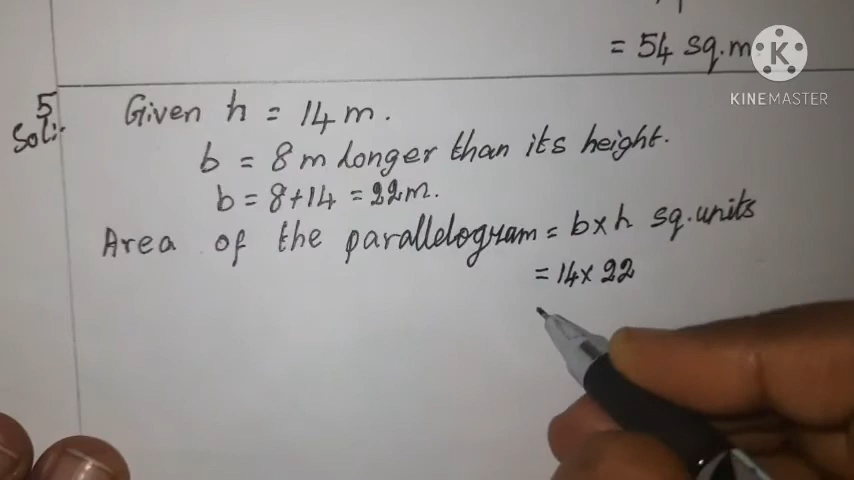 = 54 sq.m
K
KINEMASTER
5
Sol:-
Given h = 14 m.
b = 8 m longer than its height.
b = 8+14 = 22m.
Area of the parallelogram = b×h sq.units
= 14 × 22